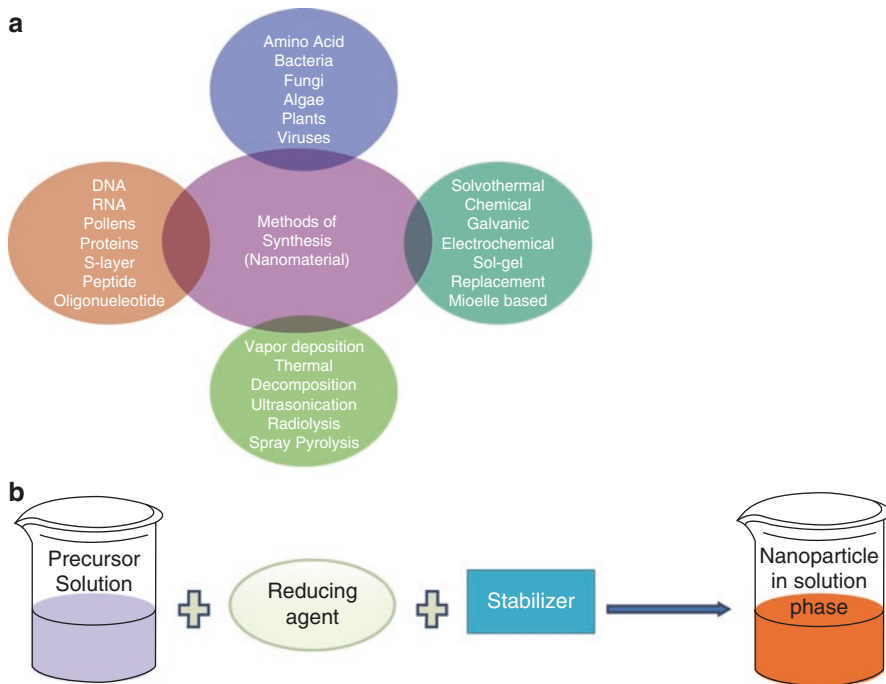 a
Amino Acid
Bacteria
Fungi
Algae
Plants
Viruses
DNA
RNA
Pollens
Proteins
S-layer
Peptide
Oligonueleotide
Methods of
Synthesis
(Nanomaterial)
Solvothermal
Chemical
Galvanic
Electrochemical
Sol-gel
Replacement
Mioelle based
Vapor deposition
Thermal
Decomposition
Ultrasonication
Radiolysis
Spray Pyrolysis
b
Precursor
Solution
Reducing
agent
Stabilizer
Nanoparticle
in solution
phase